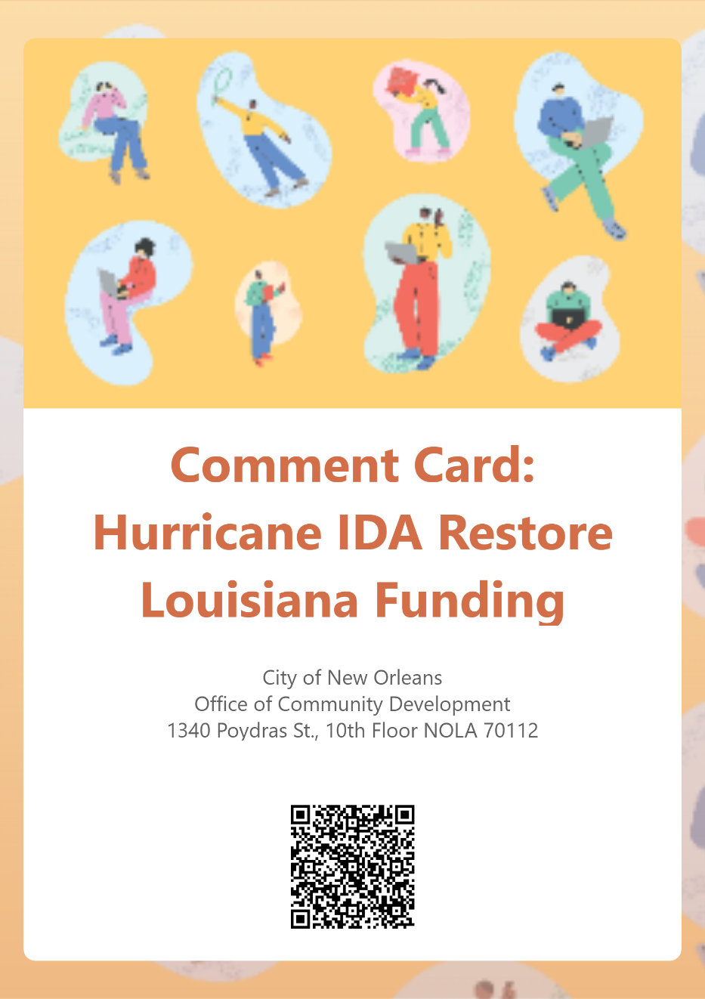 Comment Card:
Hurricane IDA Restore
Louisiana Funding
City of New Orleans
Office of Community Development
1340 Poydras St., 10th Floor NOLA 70112